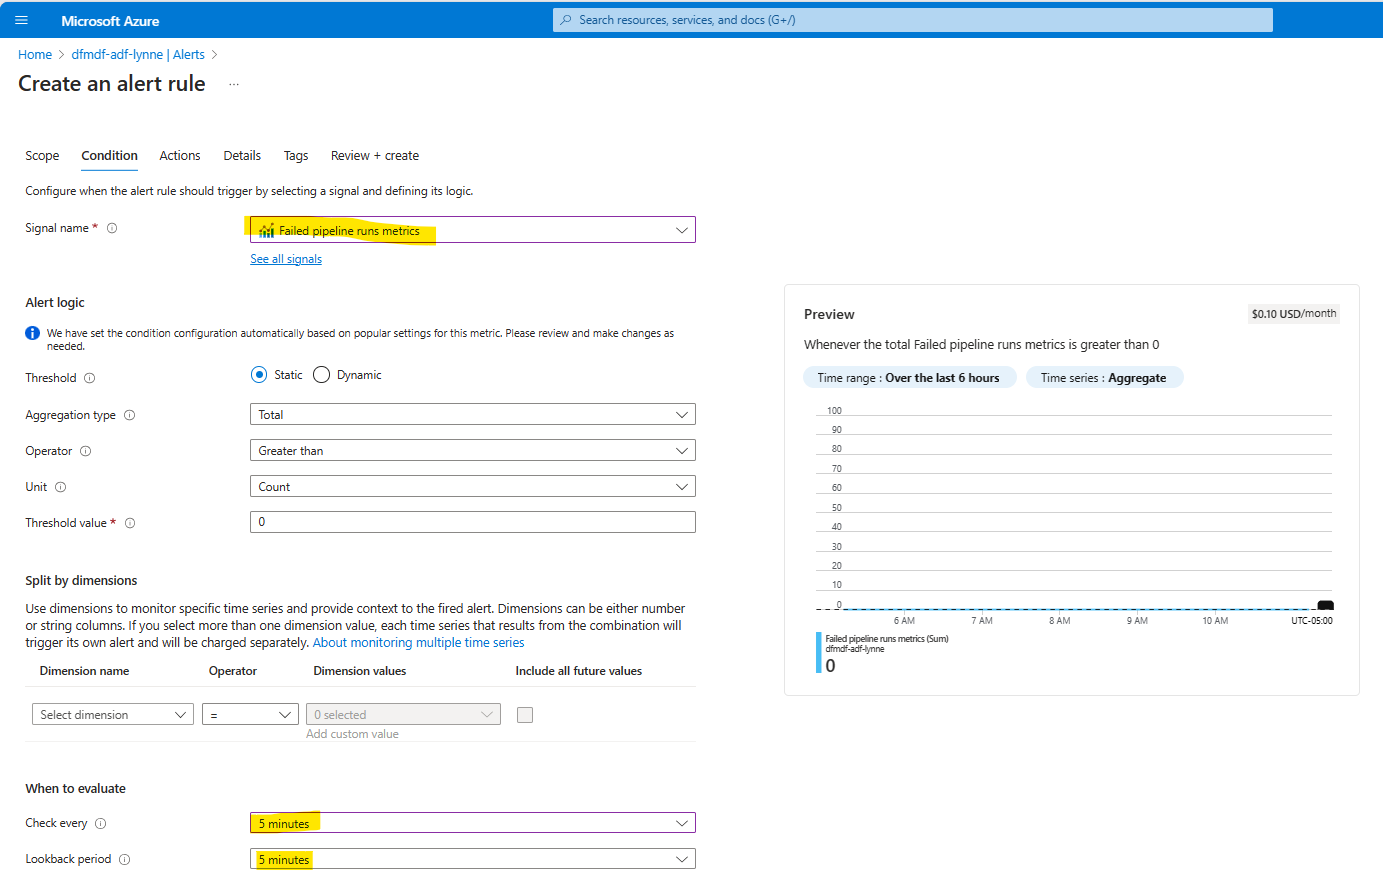 Microsoft Azure
Search resources, services, and docs (G+/)
Home > dfmdf-adf-lynne | Alerts >
Create an alert rule ...
Scope Condition Actions Details Tags Review + create
Configure when the alert rule should trigger by selecting a signal and defining its logic.
Signal name *
Failed pipeline runs metrics
See all signals
Alert logic
We have set the condition configuration automatically based on popular settings for this metric. Please review and make changes as
needed.
Threshold
Static
Dynamic
Aggregation type
Total
Operator
Greater than
Unit
Count
Threshold value *
0
Split by dimensions
Use dimensions to monitor specific time series and provide context to the fired alert. Dimensions can be either number
or string columns. If you select more than one dimension value, each time series that results from the combination will
trigger its own alert and will be charged separately. About monitoring multiple time series
Dimension name Operator Dimension values Include all future values
Select dimension = 0 selected
Add custom value
When to evaluate
Check every
5 minutes
Lookback period
5 minutes
Preview
$0.10 USD/month
Whenever the total Failed pipeline runs metrics is greater than 0
Time range : Over the last 6 hours
Time series : Aggregate
100
90
80
70
60
50
40
30
20
10
0
6 AM 7 AM 8 AM 9 AM 10 AM UTC-05:00
Failed pipeline runs metrics (Sum)
dfmdf-adf-lynne
0